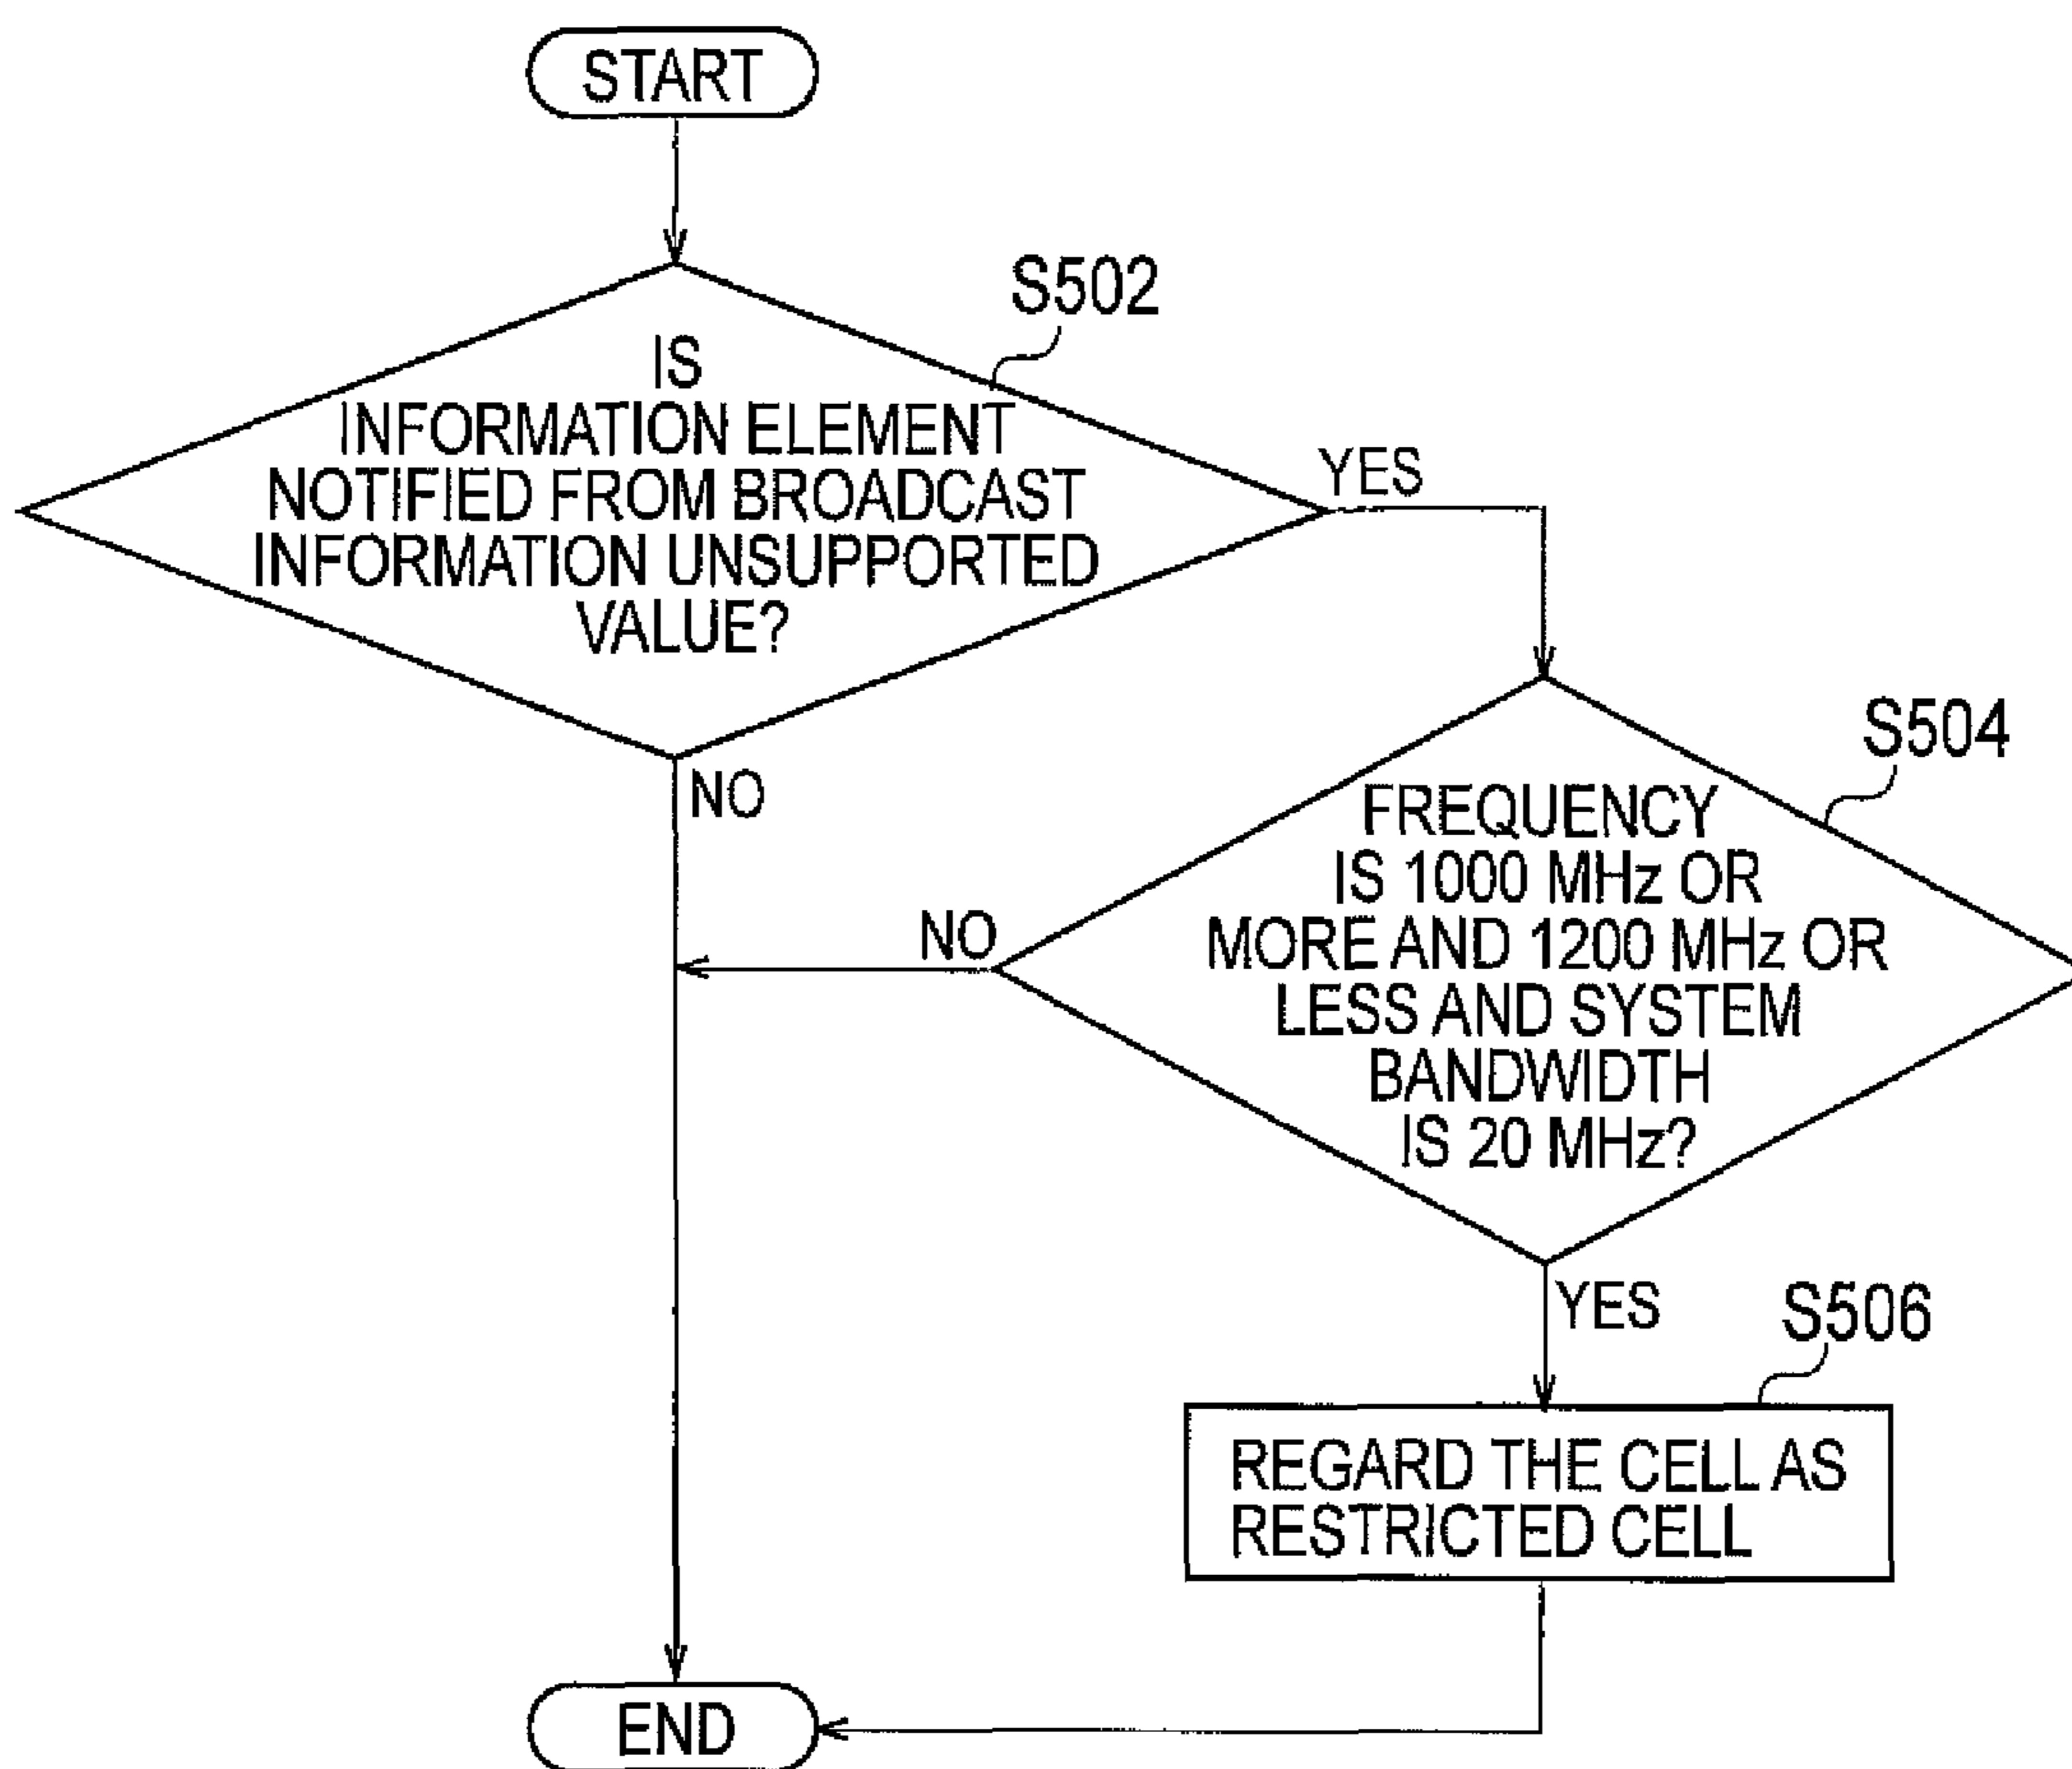 START
S502
IS
INFORMATION ELEMENT
NOTIFIED FROM BROADCAST
INFORMATION UNSUPPORTED
VALUE?
YES
NO
S504
FREQUENCY
IS 1000 MHz OR
MORE AND 1200 MHz OR
LESS AND SYSTEM
BANDWIDTH
IS 20 MHz?
NO
YES
S506
REGARD THE CELL AS
RESTRICTED CELL
END